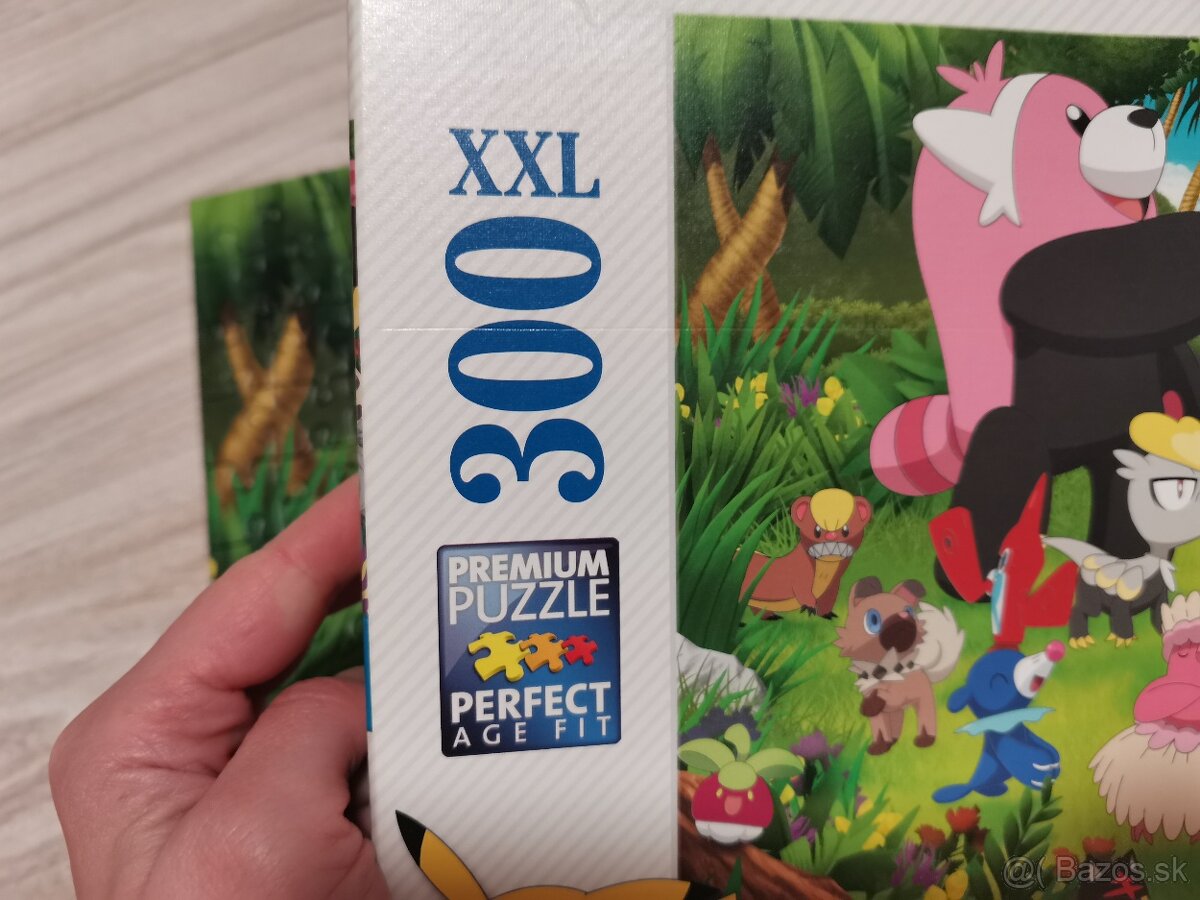 300 XXL
PREMIUM
PUZZLE
PERFECT
AGE FIT
@( Bazos.sk